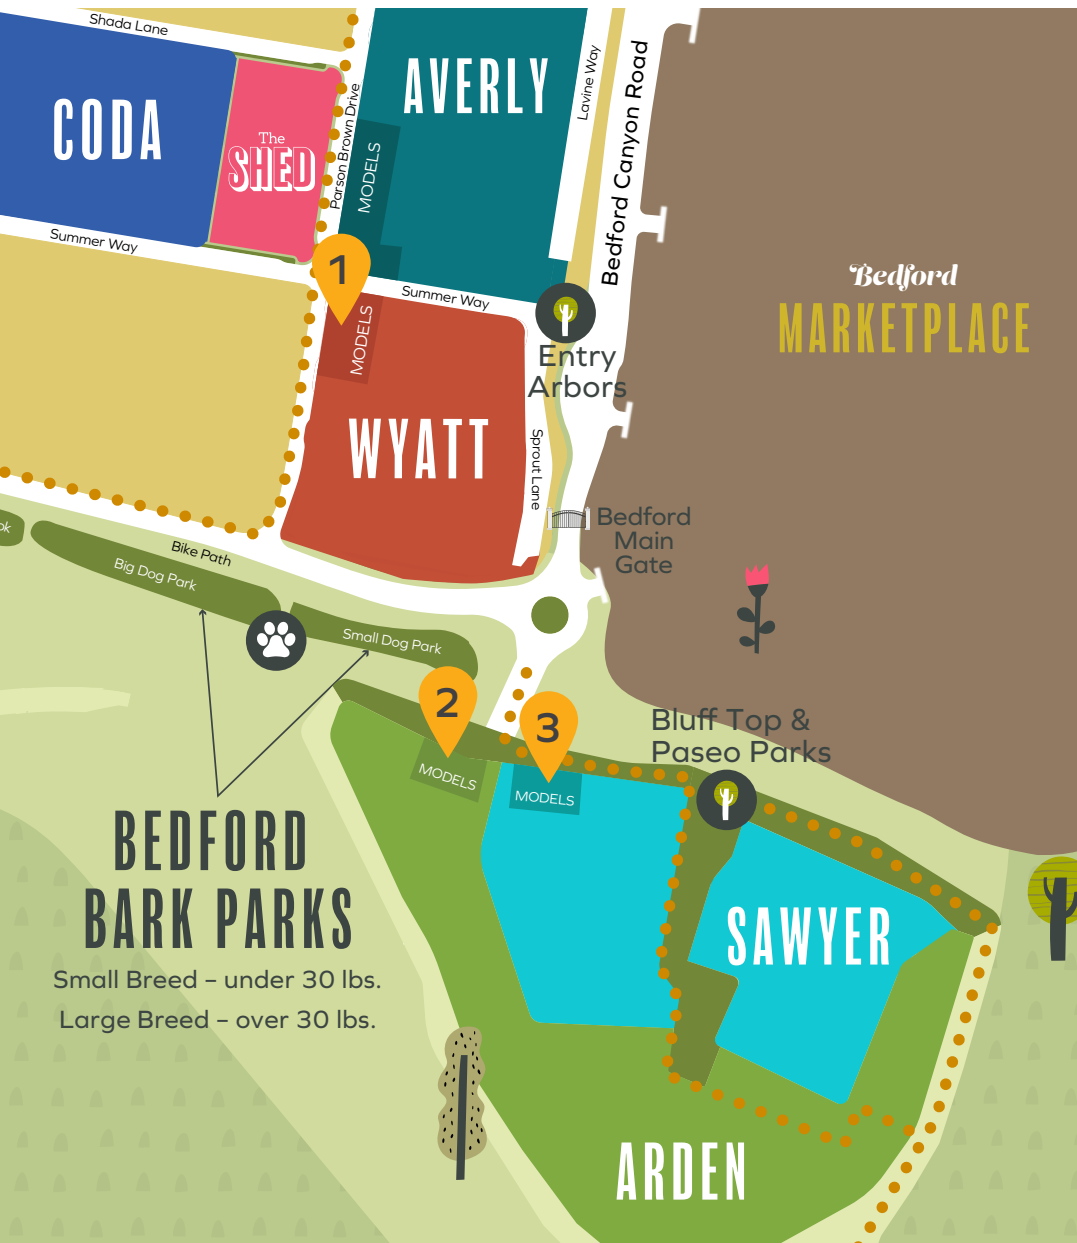 Shada Lane
CODA
The
SHED
Parson Brown Drive
AVERLY
MODELS
Lavine Way
Bedford Canyon Road
Summer Way
1
Summer Way
MODELS
Entry
Arbors
Bedford
MARKETPLACE
WYATT
Sprout Lane
Bedford
Main
Gate
Bike Path
Big Dog Park
Small Dog Park
2
3
MODELS
MODELS
Bluff Top &
Paseo Parks
BEDFORD
BARK PARKS
Small Breed – under 30 lbs.
Large Breed – over 30 lbs.
SAWYER
ARDEN